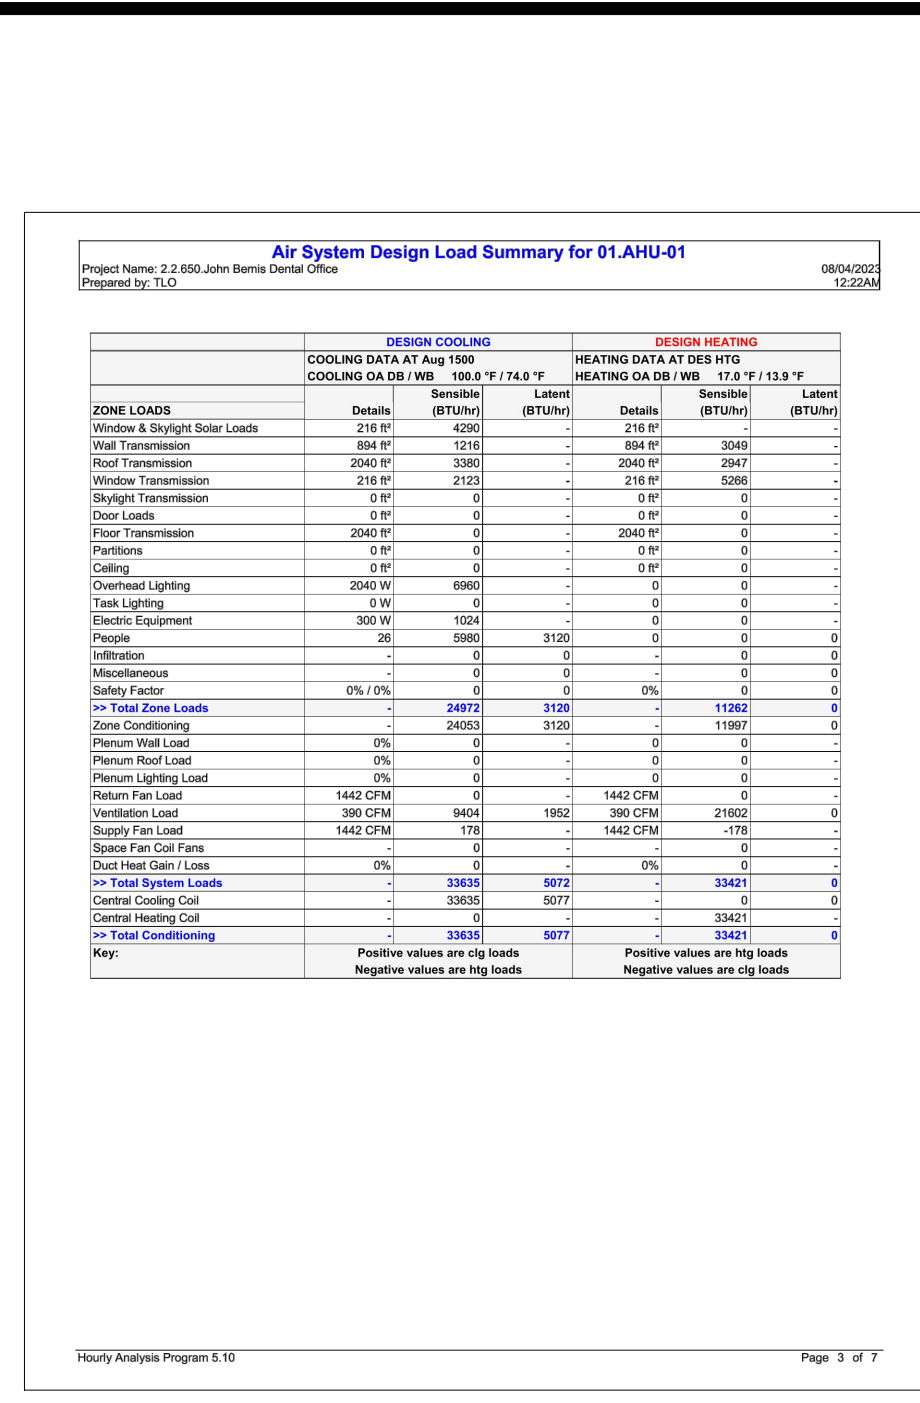 Air System Design Load Summary for 01.AHU-01
Project Name: 2.2.650.John Bemis Dental Office 08/04/2023
Prepared by: TLO 12:22AM
DESIGN COOLING DESIGN HEATING
COOLING DATA AT Aug 1500 HEATING DATA AT DES HTG
COOLING OA DB / WB 100.0 °F / 74.0 °F HEATING OA DB / WB 17.0 °F / 13.9 °F
Sensible Latent Sensible Latent
ZONE LOADS Details (BTU/hr) (BTU/hr) Details (BTU/hr) (BTU/hr)
Window & Skylight Solar Loads 216 ft² 4290 - 216 ft² - -
Wall Transmission 894 ft² 1216 - 894 ft² 3049 -
Roof Transmission 2040 ft² 3380 - 2040 ft² 2947 -
Window Transmission 216 ft² 2123 - 216 ft² 5266 -
Skylight Transmission 0 ft² 0 - 0 ft² 0 -
Door Loads 0 ft² 0 - 0 ft² 0 -
Floor Transmission 2040 ft² 0 - 2040 ft² 0 -
Partitions 0 ft² 0 - 0 ft² 0 -
Ceiling 0 ft² 0 - 0 ft² 0 -
Overhead Lighting 2040 W 6960 - 0 0 -
Task Lighting 0 W 0 - 0 0 -
Electric Equipment 300 W 1024 - 0 0 -
People 26 5980 3120 0 0 0
Infiltration - 0 0 - 0 0
Miscellaneous - 0 0 - 0 0
Safety Factor 0% / 0% 0 0 0% 0 0
>> Total Zone Loads - 24972 3120 - 11262 0
Zone Conditioning - 24053 3120 - 11997 0
Plenum Wall Load 0% 0 - 0 0 -
Plenum Roof Load 0% 0 - 0 0 -
Plenum Lighting Load 0% 0 - 0 0 -
Return Fan Load 1442 CFM 0 - 1442 CFM 0 -
Ventilation Load 390 CFM 9404 1952 390 CFM 21602 0
Supply Fan Load 1442 CFM 178 - 1442 CFM -178 -
Space Fan Coil Fans - 0 - - 0 -
Duct Heat Gain / Loss 0% 0 - 0% 0 -
>> Total System Loads - 33635 5072 - 33421 0
Central Cooling Coil - 33635 5077 - 0 0
Central Heating Coil - 0 - - 33421 -
>> Total Conditioning - 33635 5077 - 33421 0
Key: Positive values are clg loads Positive values are htg loads
Negative values are htg loads Negative values are clg loads
Hourly Analysis Program 5.10 Page 3 of 7